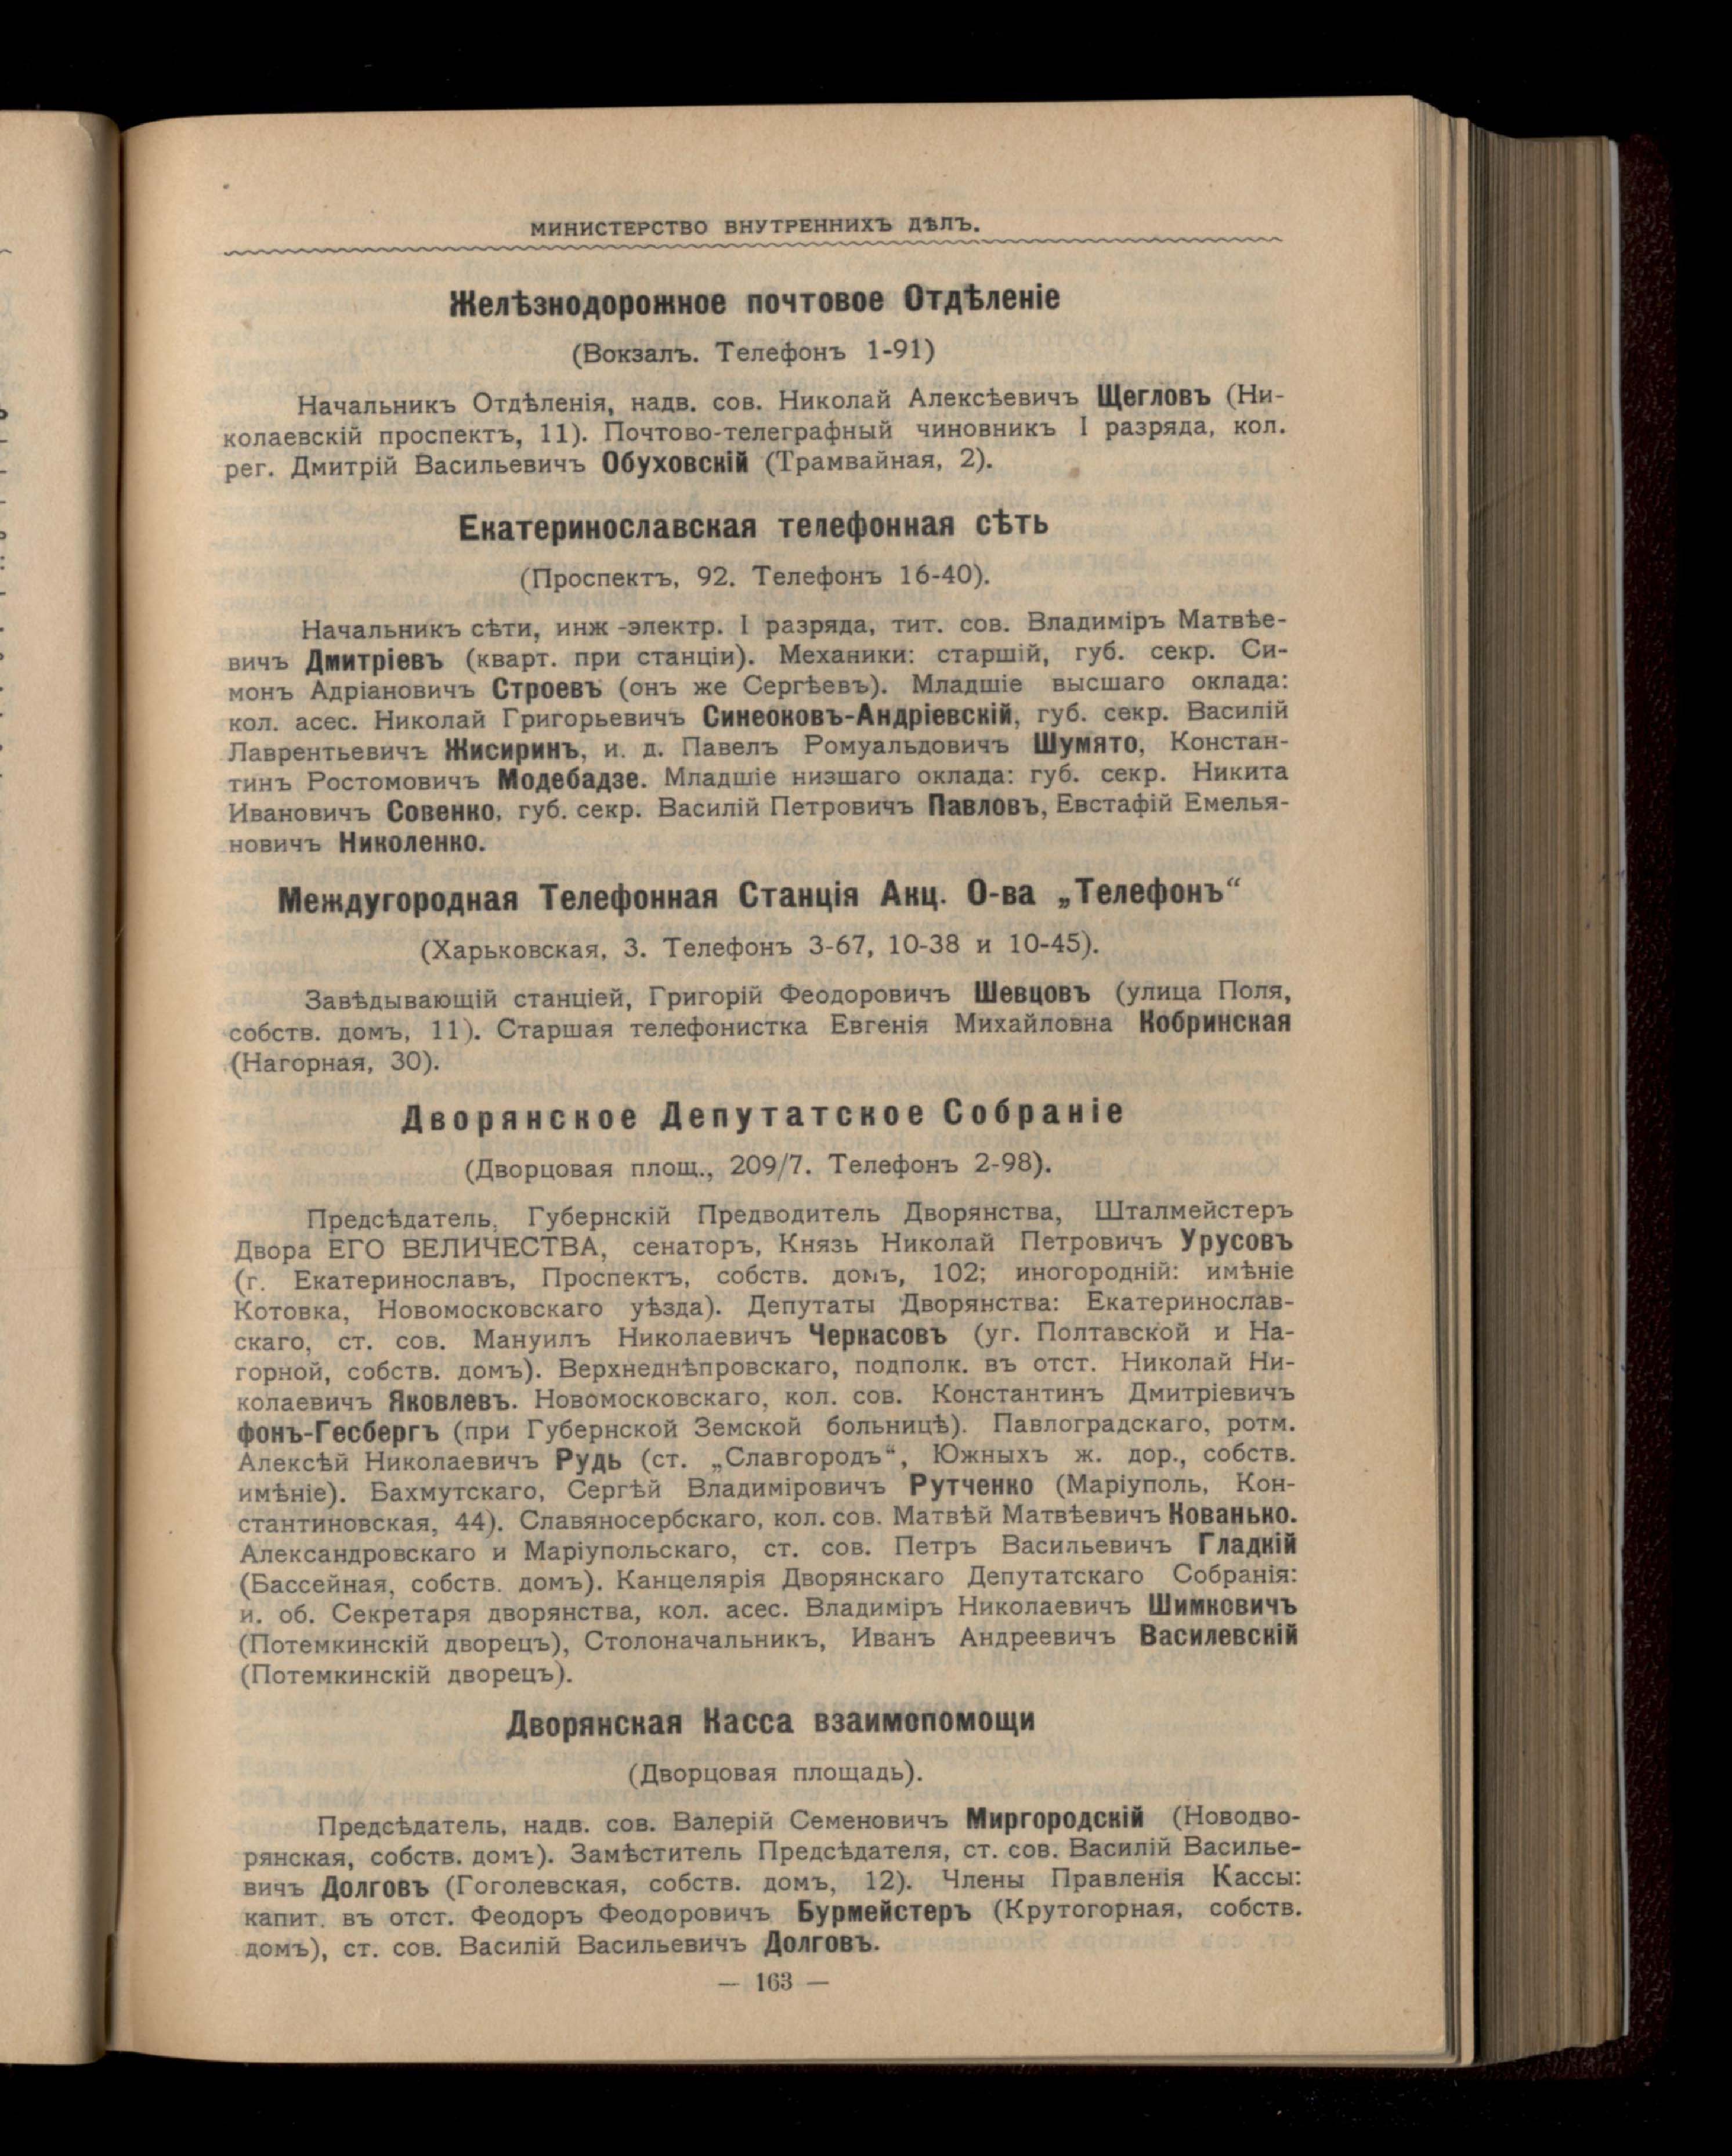 МИНИСТЕРСТВО ВНУТРЕННИХЪ ДѢЛЪ.
Желѣзнодорожное почтовое Отдѣленіе
(Вокзалъ. Телефонъ 1-91)
Начальникъ Отдѣленія, надв. сов. Николай Алексѣевичъ Щегловъ (Ни-
колаевскій проспектъ, 11). Почтово-телеграфный чиновникъ I разряда, кол.
рег. Дмитрій Васильевичъ Обуховскій (Трамвайная, 2).
Екатеринославская телефонная сѣть
(Проспектъ, 92. Телефонъ 16-40).
Начальникъ сѣти, инж -электр. I разряда, тит. сов. Владиміръ Матвѣе-
вичъ Дмитріевъ (кварт. при станціи). Механики: старшій, губ. секр. Си-
монъ Адріановичъ Строевъ (онъ же Сергѣевъ). Младшіе высшаго оклада:
кол. асес. Николай Григорьевичъ Синеоковъ-Андріевскій, губ. секр. Василій
Лаврентьевичъ Жисиринъ, и. д. Павелъ Ромуальдовичъ Шумято, Констан-
тинъ Ростомовичъ Модебадзе. Младшіе низшаго оклада: губ. секр. Никита
Ивановичъ Совенко, губ. секр. Василій Петровичъ Павловъ, Евстафій Емелья-
новичъ Николенко.
Междугородная Телефонная Станція Акц. О-ва „Телефонъ“
(Харьковская, 3. Телефонъ 3-67, 10-38 и 10-45).
Завѣдывающій станціей, Григорій Феодоровичъ Шевцовъ (улица Поля,
собств. домъ, 11). Старшая телефонистка Евгенія Михайловна Кобринская
(Нагорная, 30).
Дворянское Депутатское Собраніе
(Дворцовая площ., 209/7. Телефонъ 2-98).
Предсѣдатель, Губернскій Предводитель Дворянства, Шталмейстеръ
Двора ЕГО ВЕЛИЧЕСТВА, сенаторъ, Князь Николай Петровичъ Урусовъ
(г. Екатеринославъ, Проспектъ, собств. домъ, 102; иногородній: имѣніе
Котовка, Новомосковскаго уѣзда). Депутаты Дворянства: Екатеринослав-
скаго, ст. сов. Мануилъ Николаевичъ Черкасовъ (уг. Полтавской и На-
горной, собств. домъ). Верхнеднѣпровскаго, подполк. въ отст. Николай Ни-
колаевичъ Яковлевъ. Новомосковскаго, кол. сов. Константинъ Дмитріевичъ
фонъ-Гесбергъ (при Губернской Земской больницѣ). Павлоградскаго, ротм.
Алексѣй Николаевичъ Рудь (ст. „Славгородъ“, Южныхъ ж. дор., собств.
имѣніе). Бахмутскаго, Сергѣй Владиміровичъ Рутченко (Маріуполь, Кон-
стантиновская, 44). Славяносербскаго, кол. сов. Матвѣй Матвѣевичъ Кованько.
Александровскаго и Маріупольскаго, ст. сов. Петръ Васильевичъ Гладкій
(Бассейная, собств. домъ). Канцелярія Дворянскаго Депутатскаго Собранія:
и. об. Секретаря дворянства, кол. асес. Владиміръ Николаевичъ Шимковичъ
(Потемкинскій дворецъ), Столоначальникъ, Иванъ Андреевичъ Василевскій
(Потемкинскій дворецъ).
Дворянская Касса взаимопомощи
(Дворцовая площадь).
Предсѣдатель, надв. сов. Валерій Семеновичъ Миргородскій (Новодво-
рянская, собств. домъ). Замѣститель Предсѣдателя, ст. сов. Василій Василье-
вичъ Долговъ (Гоголевская, собств. домъ, 12). Члены Правленія Кассы:
капит. въ отст. Феодоръ Феодоровичъ Бурмейстеръ (Крутогорная, собств.
домъ), ст. сов. Василій Васильевичъ Долговъ.
— 163 —